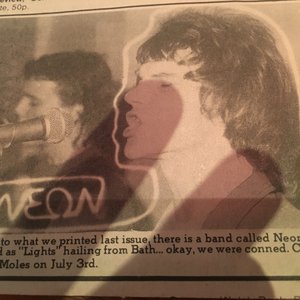 te, 50p.
NEON
to what we printed last issue, there is a band called Neon
d as "Lights" hailing from Bath... okay, we were conned. C
Moles on July 3rd.